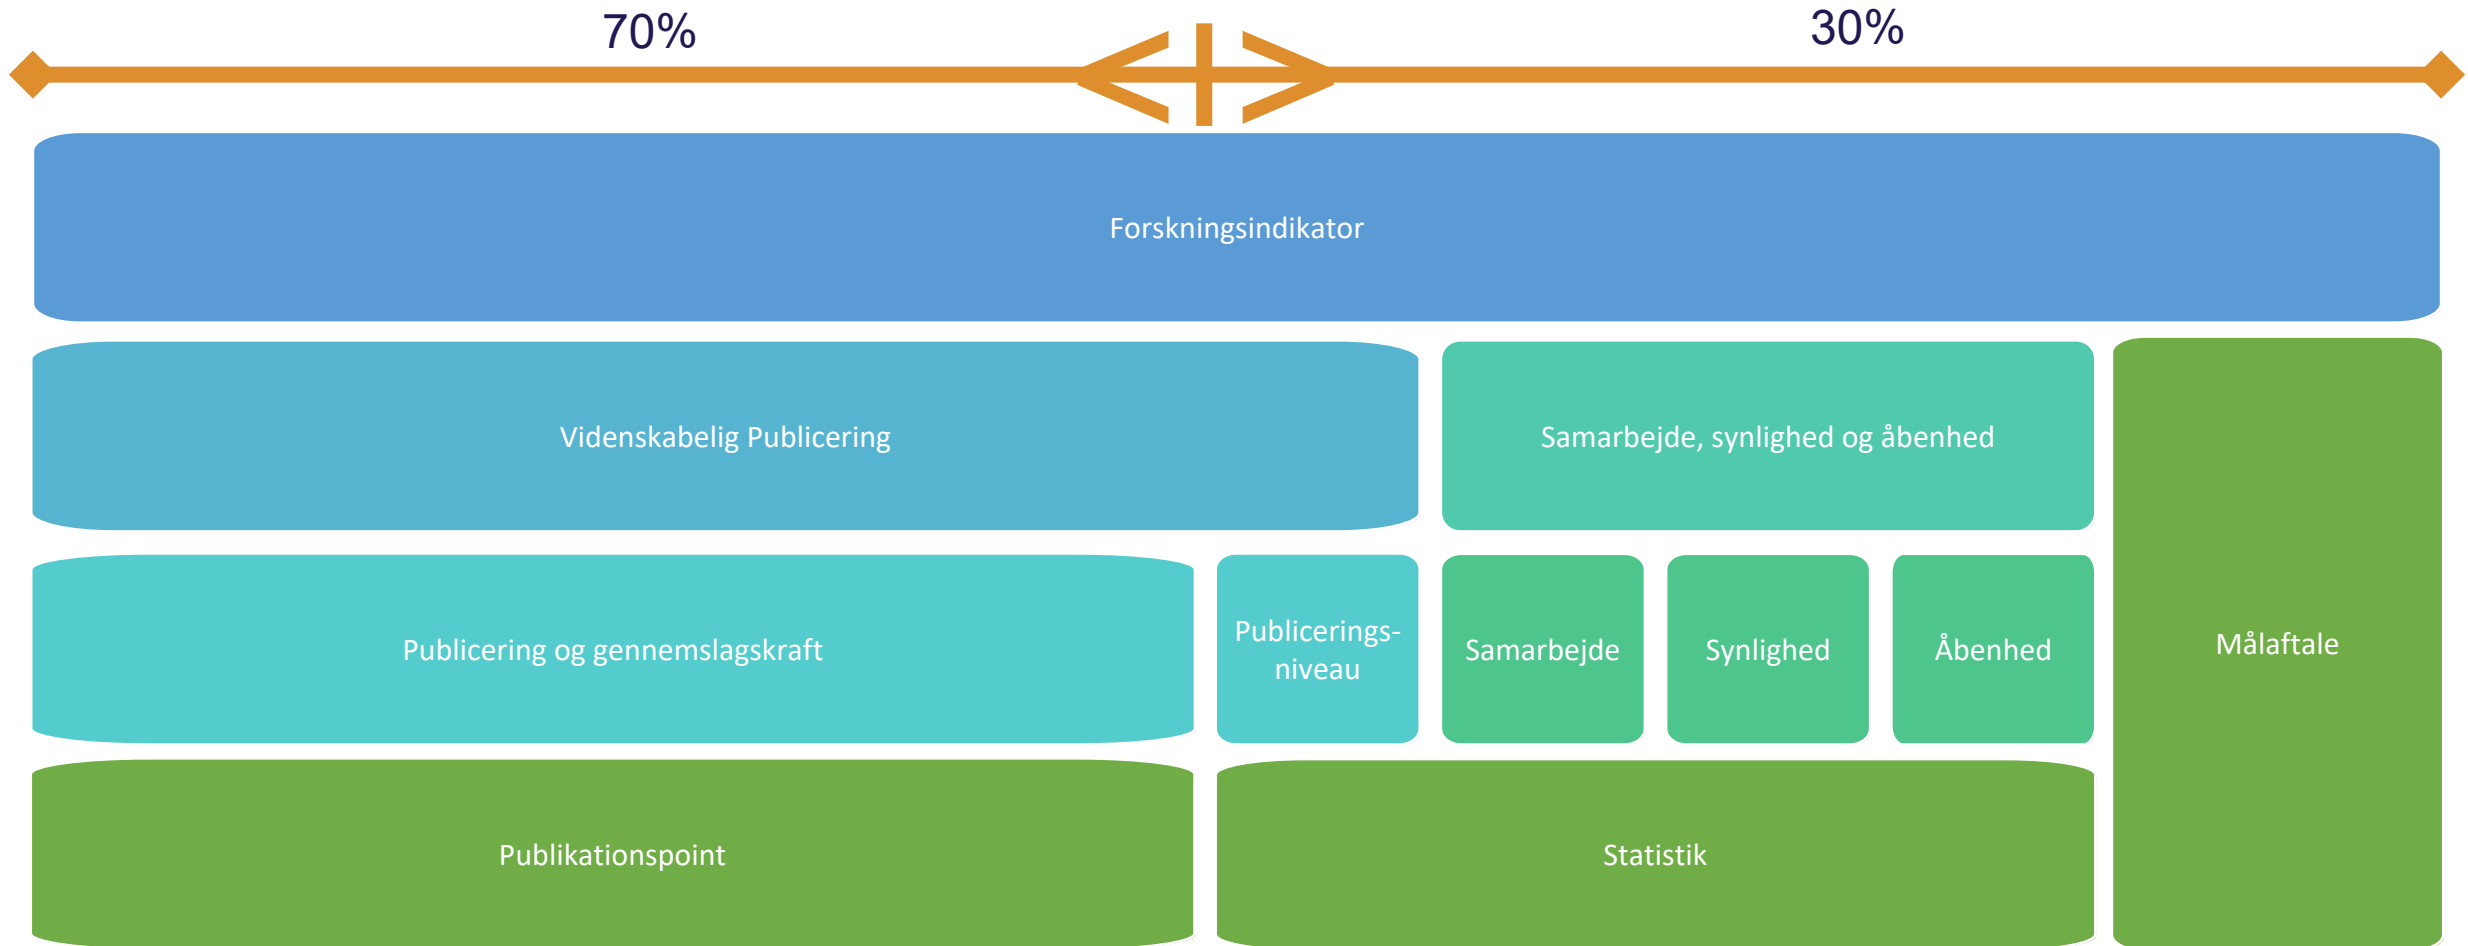 70%
30%
Forskningsindikator
Videnskabelig Publicering
Samarbejde, synlighed og åbenhed
Publicering og gennemslagskraft
Publicerings-
niveau
Samarbejde
Synlighed
Åbenhed
Målaftale
Publikationspoint
Statistik